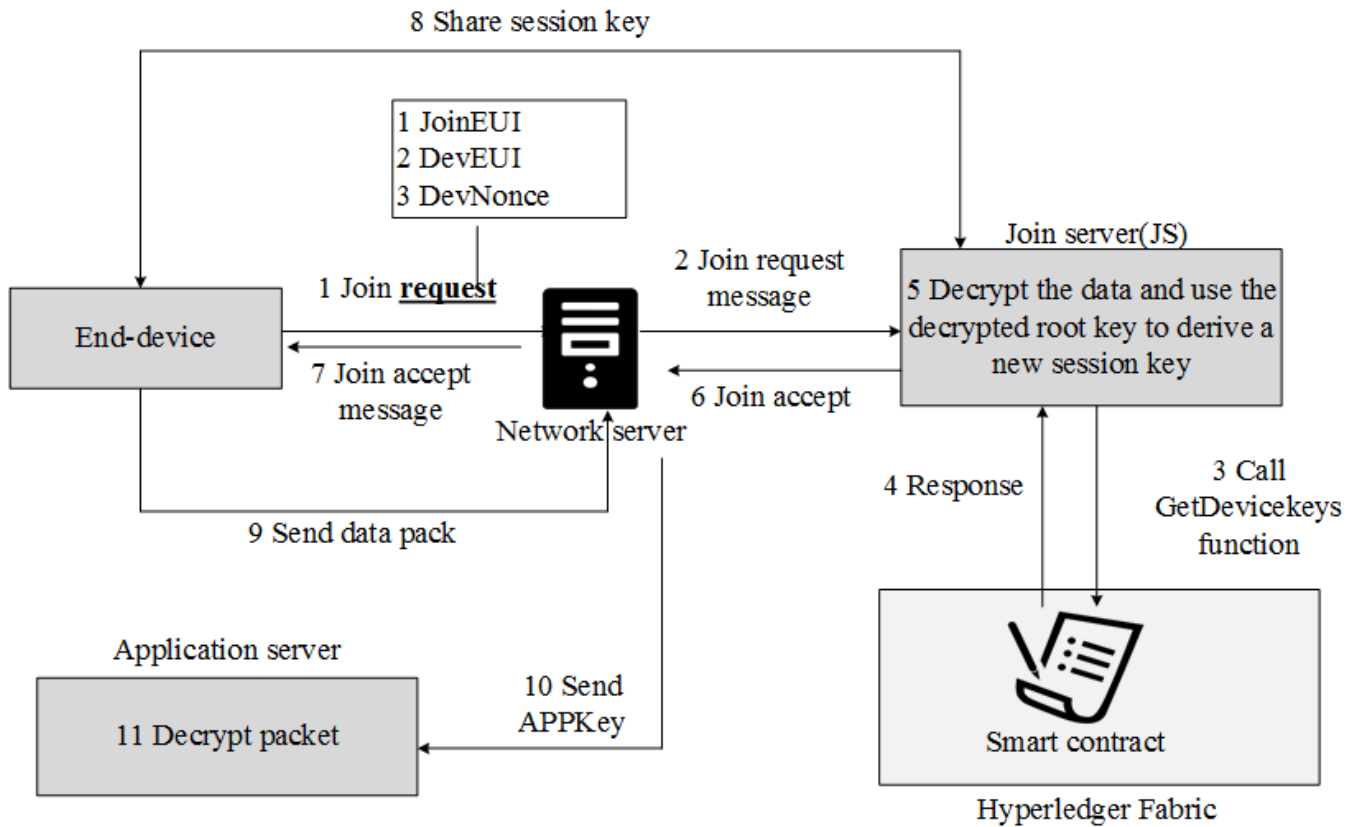 8 Share session key
1 JoinEUI
2 DevEUI
3 DevNonce
Join server(JS)
1 Join request
2 Join request
message
End-device
5 Decrypt the data and use the
decrypted root key to derive a
new session key
7 Join accept
message
6 Join accept
Network server
4 Response
3 Call
GetDevicekeys
function
9 Send data pack
Application server
10 Send
APPKey
11 Decrypt packet
Smart contract
Hyperledger Fabric